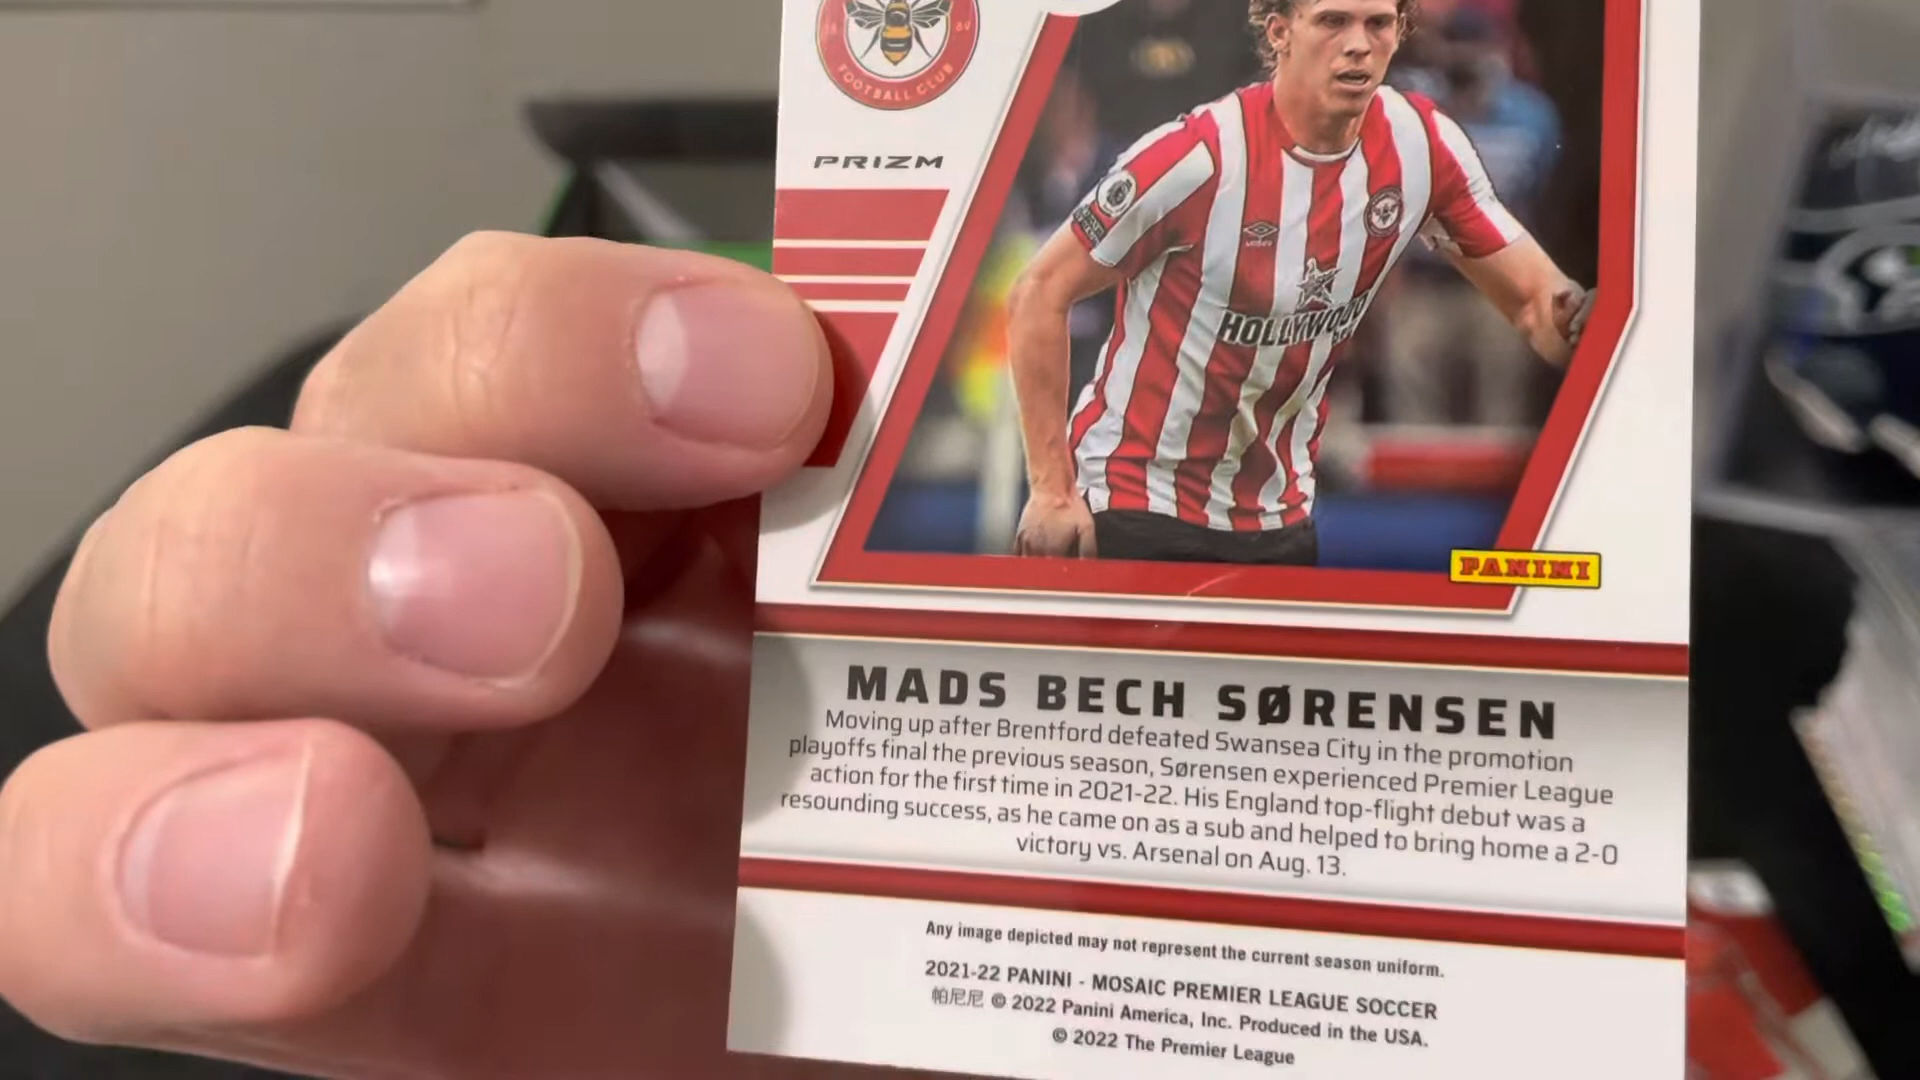 18 89
FOOTBALL CLUB
PRIZM
UMBRO
HOLLYWOOD
PANINI
MADS BECH SØRENSEN
Moving up after Brentford defeated Swansea City in the promotion
playoffs final the previous season, Sørensen experienced Premier League
action for the first time in 2021-22. His England top-flight debut was a
resounding success, as he came on as a sub and helped to bring home a 2-0
victory vs. Arsenal on Aug. 13.
Any image depicted may not represent the current season uniform.
2021-22 PANINI - MOSAIC PREMIER LEAGUE SOCCER
帕尼尼 © 2022 Panini America, Inc. Produced in the USA.
© 2022 The Premier League